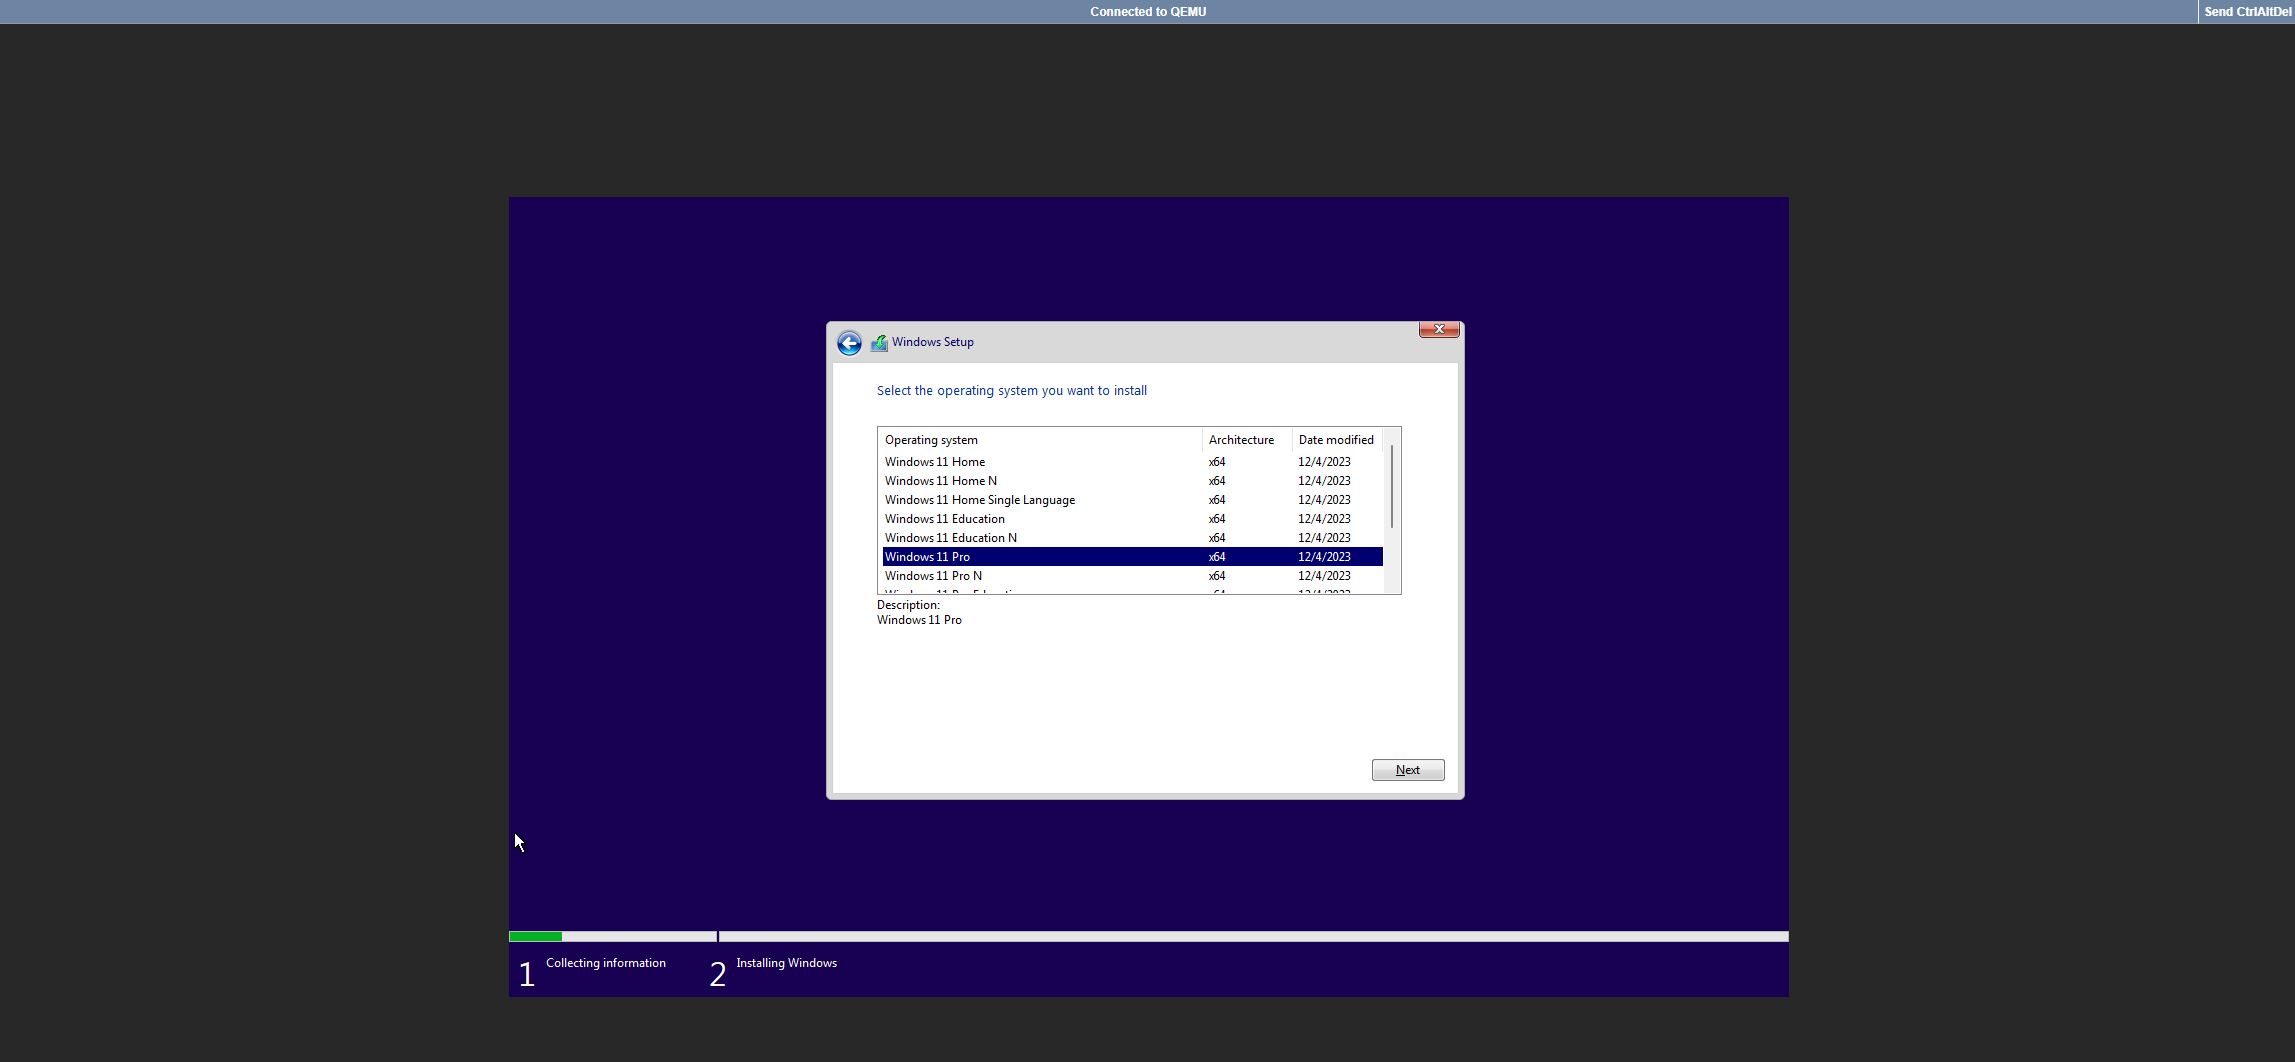 Connected to QEMU
Send CtrlAltDel
Windows Setup
Select the operating system you want to install
Operating system Architecture Date modified
Windows 11 Home x64 12/4/2023
Windows 11 Home N x64 12/4/2023
Windows 11 Home Single Language x64 12/4/2023
Windows 11 Education x64 12/4/2023
Windows 11 Education N x64 12/4/2023
Windows 11 Pro x64 12/4/2023
Windows 11 Pro N x64 12/4/2023
Description:
Windows 11 Pro
Next
1 Collecting information
2 Installing Windows